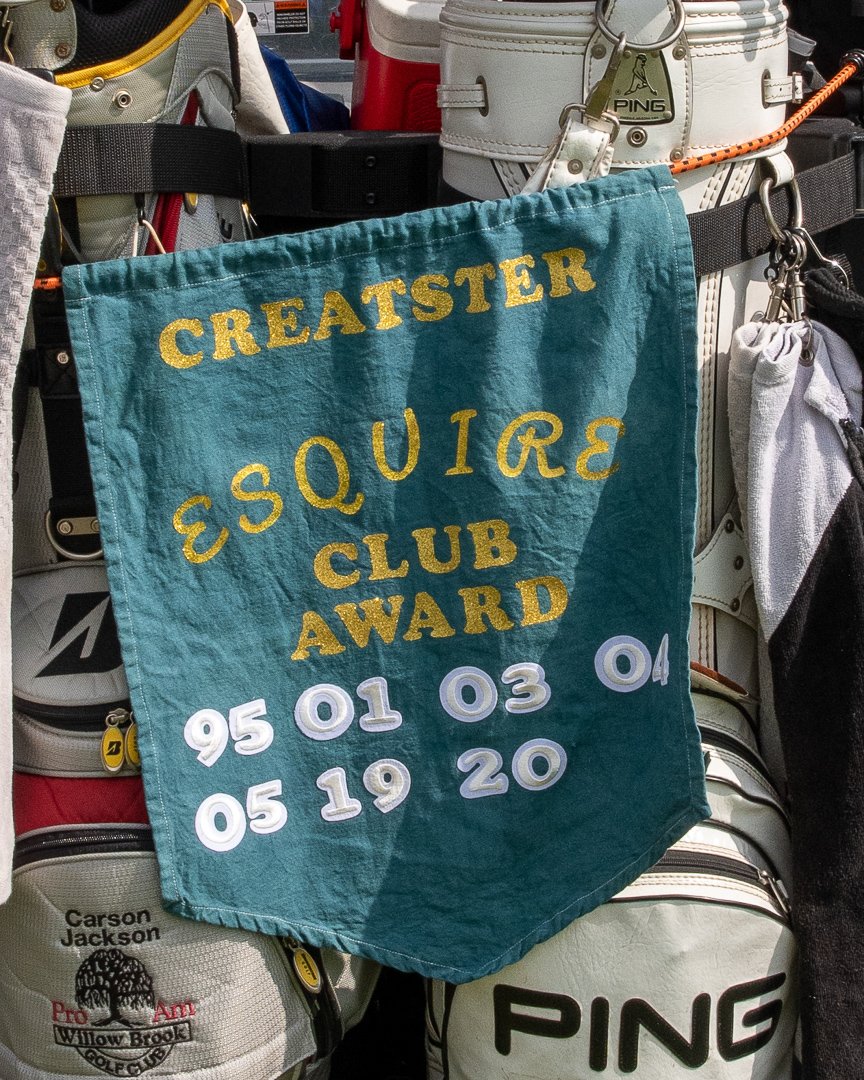 PING
CREATSTER
ESQUIRE
CLUB
AWARD
95 01 03 04
05 19 20
Carson
Jackson
Pro Am
Willow Brook
GOLF CLUB
PING